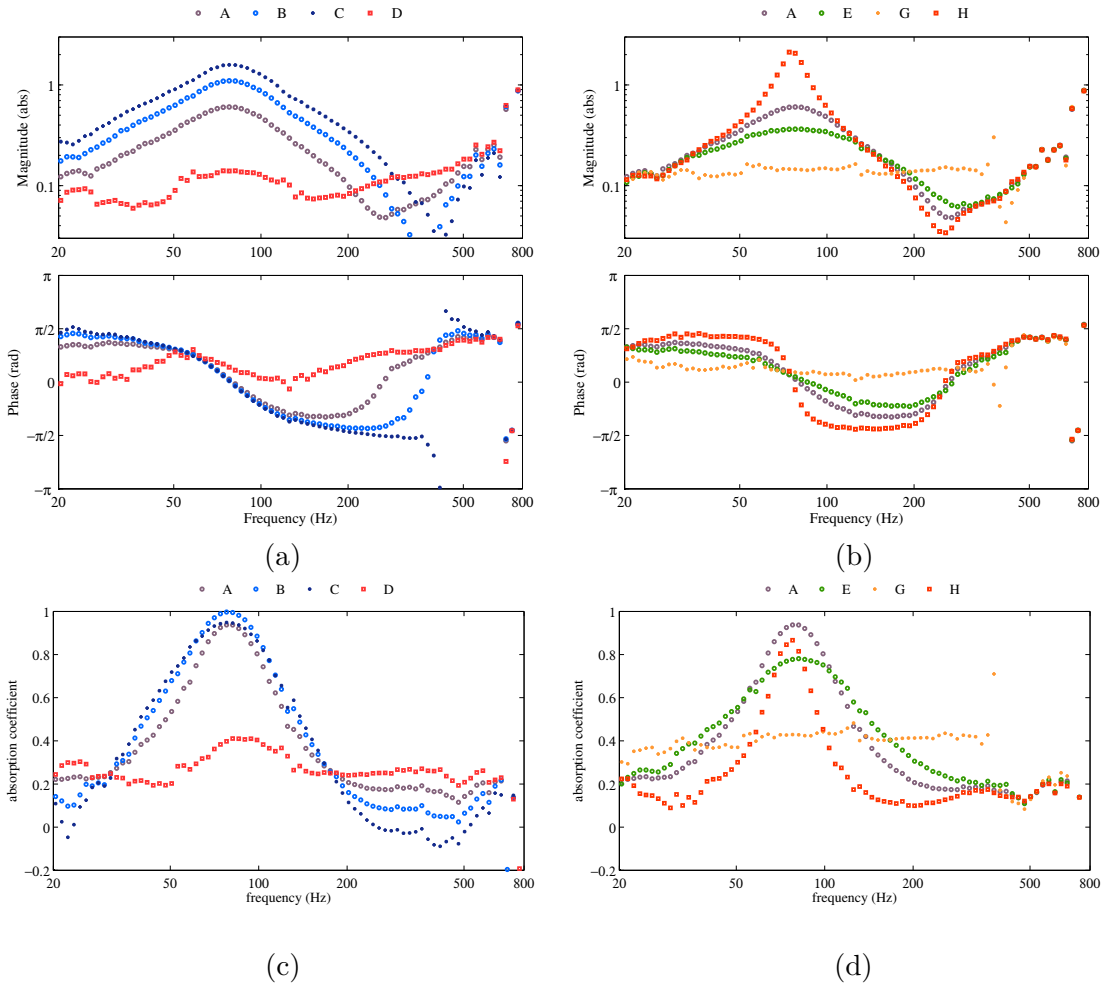 A B C D
A E G H
Magnitude (abs)
1
0.1
20 50 100 200 500 800
Magnitude (abs)
1
0.1
20 50 100 200 500 800
Phase (rad)
π
π/2
0
−π/2
−π
20 50 100 200 500 800
Frequency (Hz)
Phase (rad)
π
π/2
0
−π/2
−π
20 50 100 200 500 800
Frequency (Hz)
(a)
(b)
A B C D
A E G H
absorption coefficient
1
0.8
0.6
0.4
0.2
0
−0.2
20 50 100 200 500 800
frequency (Hz)
absorption coefficient
1
0.8
0.6
0.4
0.2
0
−0.2
20 50 100 200 500 800
frequency (Hz)
(c)
(d)